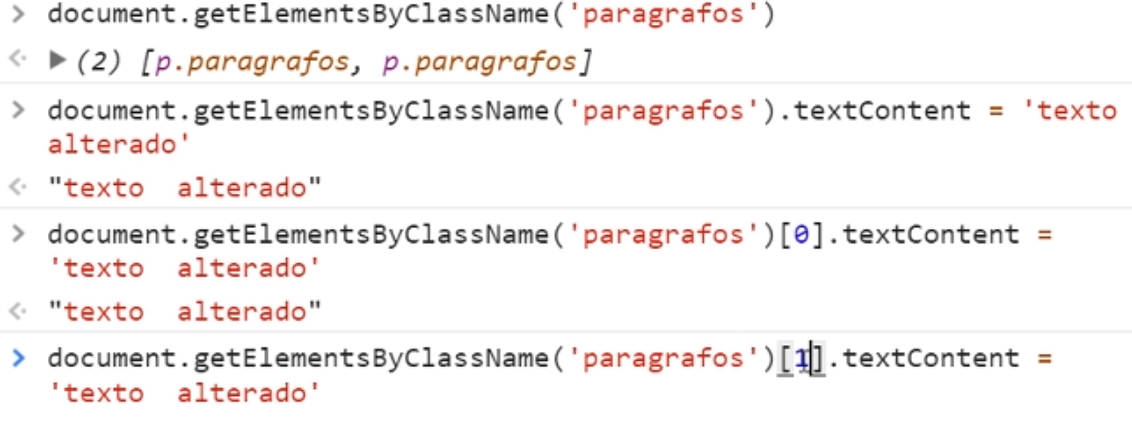 > document.getElementsByClassName('paragrafos')
<· ▶ (2) [p.paragrafos, p.paragrafos]
> document.getElementsByClassName('paragrafos').textContent = 'texto
alterado'
<· "texto  alterado"
> document.getElementsByClassName('paragrafos')[0].textContent =
'texto  alterado'
<· "texto  alterado"
> document.getElementsByClassName('paragrafos')[1].textContent =
'texto  alterado'